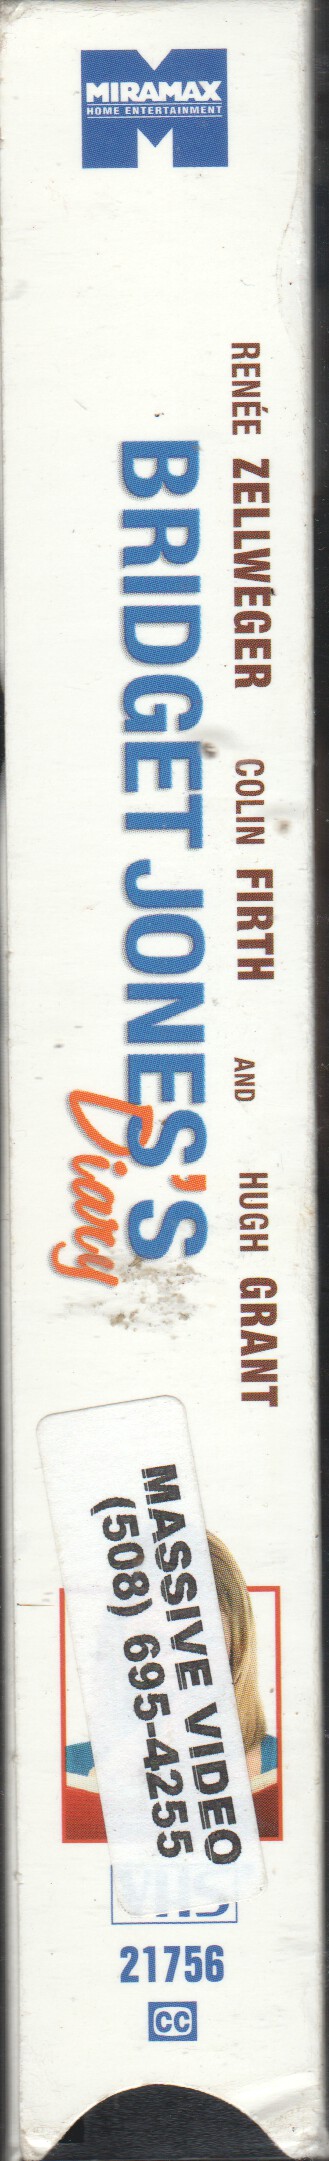 MIRAMAX
HOME ENTERTAINMENT
RENÉE ZELLWEGER COLIN FIRTH AND HUGH GRANT
BRIDGET JONES'S
Diary
MASSIVE VIDEO
(508) 695-4255
VHS
21756
CC